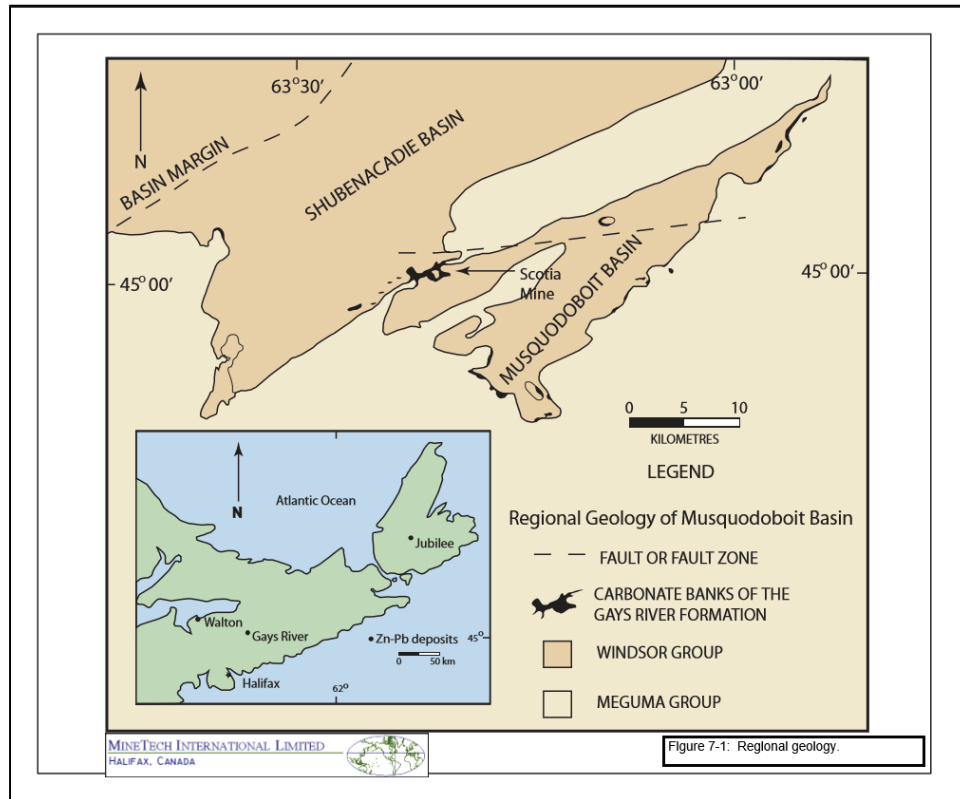 63°30'
63°00'
N
BASIN MARGIN
SHUBENACADIE BASIN
45°00'
45°00'
Scotia
Mine
MUSQUODOBOIT BASIN
0 5 10
KILOMETRES
LEGEND
Regional Geology of Musquodoboit Basin
FAULT OR FAULT ZONE
CARBONATE BANKS OF THE
GAYS RIVER FORMATION
WINDSOR GROUP
MEGUMA GROUP
N
Atlantic Ocean
Jubilee
Walton
Gays River
Zn-Pb deposits
45°
0 50 km
Halifax
62°
MINETECH INTERNATIONAL LIMITED
HALIFAX, CANADA
Figure 7-1: Regional geology.